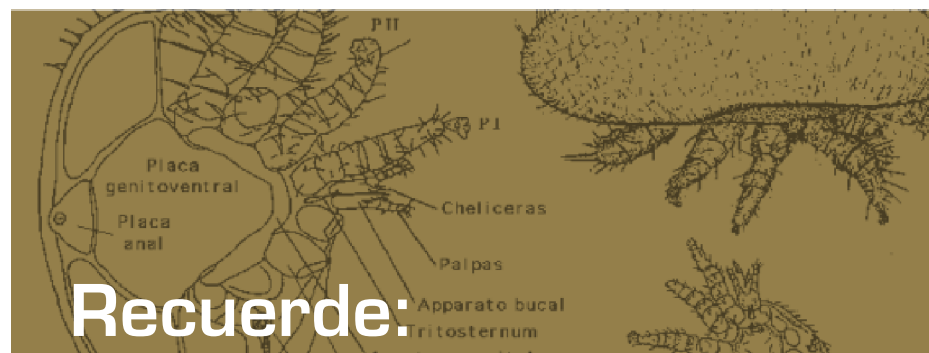 PII
PI
Placa
genitoventral
Cheliceras
Placa
anal
Palpas
Apparato bucal
Recuerde:
Tritosternum